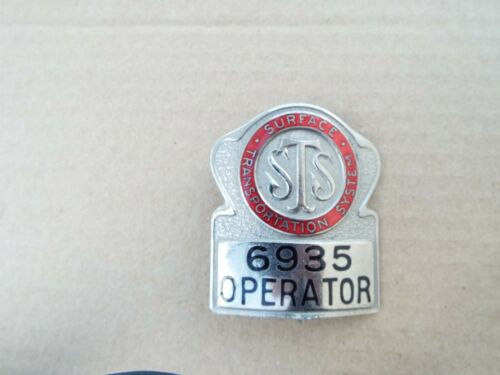 SURFACE
TRANSPORTATION SYSTEM
STS
6935
OPERATOR